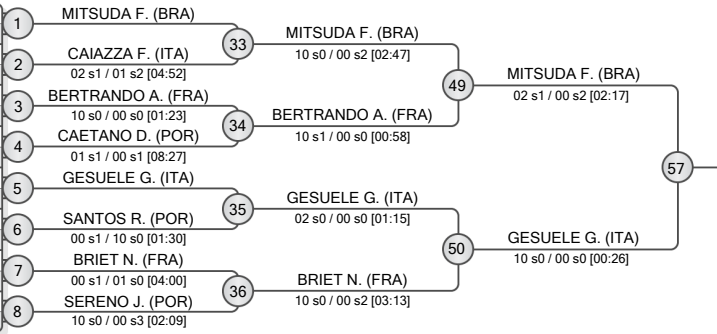 1
MITSUDA F. (BRA)
2
CAIAZZA F. (ITA)
02 s1 / 01 s2 [04:52]
33
MITSUDA F. (BRA)
10 s0 / 00 s2 [02:47]
3
BERTRANDO A. (FRA)
10 s0 / 00 s0 [01:23]
4
CAETANO D. (POR)
01 s1 / 00 s1 [08:27]
34
BERTRANDO A. (FRA)
10 s1 / 00 s0 [00:58]
49
MITSUDA F. (BRA)
02 s1 / 00 s2 [02:17]
5
GESUELE G. (ITA)
6
SANTOS R. (POR)
00 s1 / 10 s0 [01:30]
35
GESUELE G. (ITA)
02 s0 / 00 s0 [01:15]
7
BRIET N. (FRA)
00 s1 / 01 s0 [04:00]
8
SERENO J. (POR)
10 s0 / 00 s3 [02:09]
36
BRIET N. (FRA)
10 s0 / 00 s2 [03:13]
50
GESUELE G. (ITA)
10 s0 / 00 s0 [00:26]
57